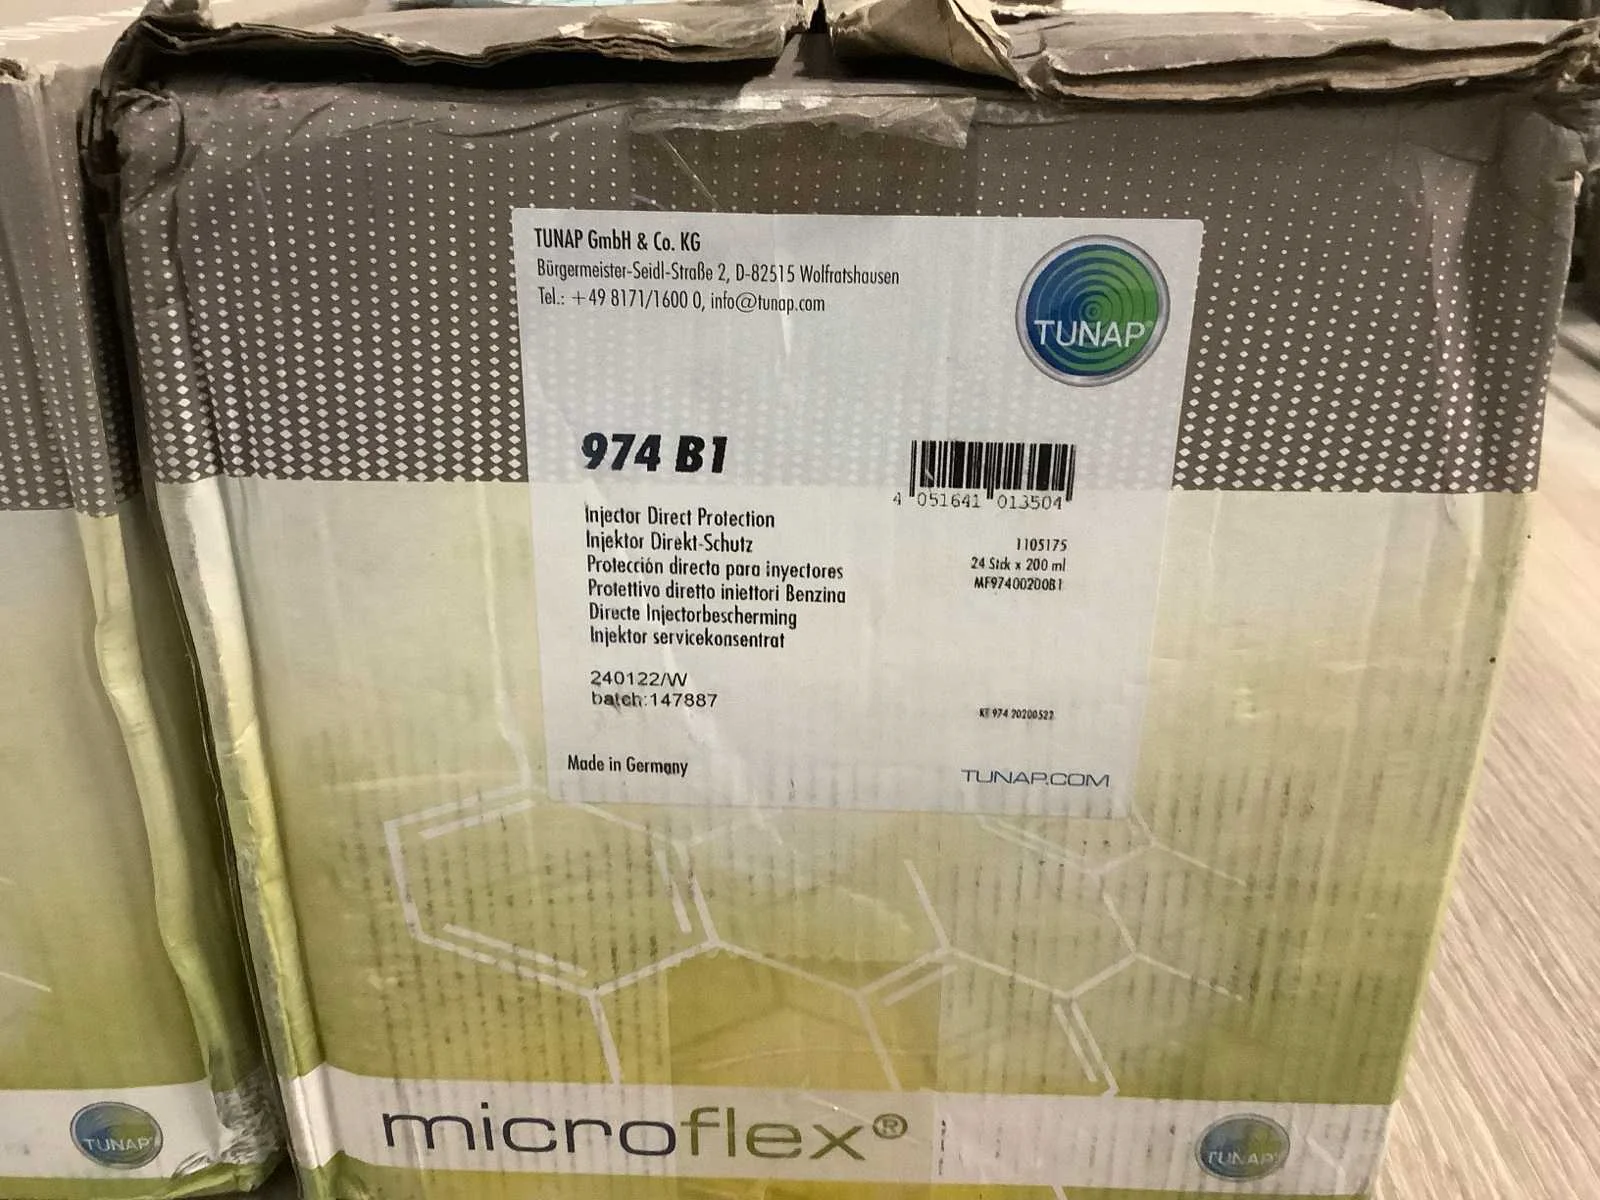 TUNAP GmbH & Co. KG
Bürgermeister-Seidl-Straße 2, D-82515 Wolfratshausen
Tel.: +49 8171/1600 0, info@tunap.com
TUNAP®
974 B1
4 051641 013504
Injector Direct Protection
Injektor Direkt-Schutz
Protección directa para inyectores
Protettivo diretto iniettori Benzina
Directe Injectorbescherming
Injektor servicekonsentrat
1105175
24 Stck x 200 ml
MF97400200B1
240122/W
batch:147887
KE 974 20200522
Made in Germany
TUNAP.COM
microflex®
TUNAP
TUNAP